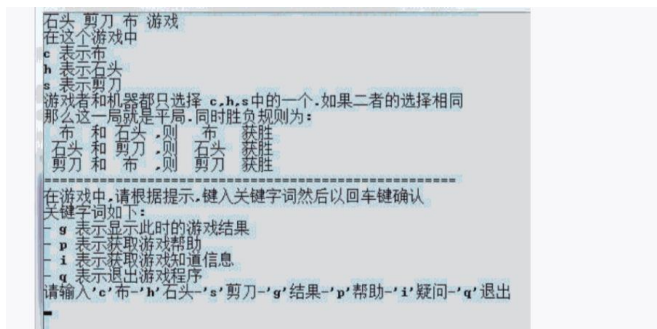 石头 剪刀 布 游戏
在这个游戏中
c 表示布
h 表示石头
s 表示剪刀
游戏者和机器都只选择 c,h,s中的一个.如果二者的选择相同
那么这一局就是平局.同时胜负规则为:
布 和 石头 ,则 布 获胜
石头 和 剪刀 ,则 石头 获胜
剪刀 和 布 ,则 剪刀 获胜
在游戏中,请根据提示,键入关键字词然后以回车键确认
关键字词如下:
- g 表示显示此时的游戏结果
- p 表示获取游戏帮助
- i 表示获取游戏知道信息
- q 表示退出游戏程序
请输入'c'布-'h'石头-'s'剪刀-'g'结果-'p'帮助-'i'疑问-'q'退出